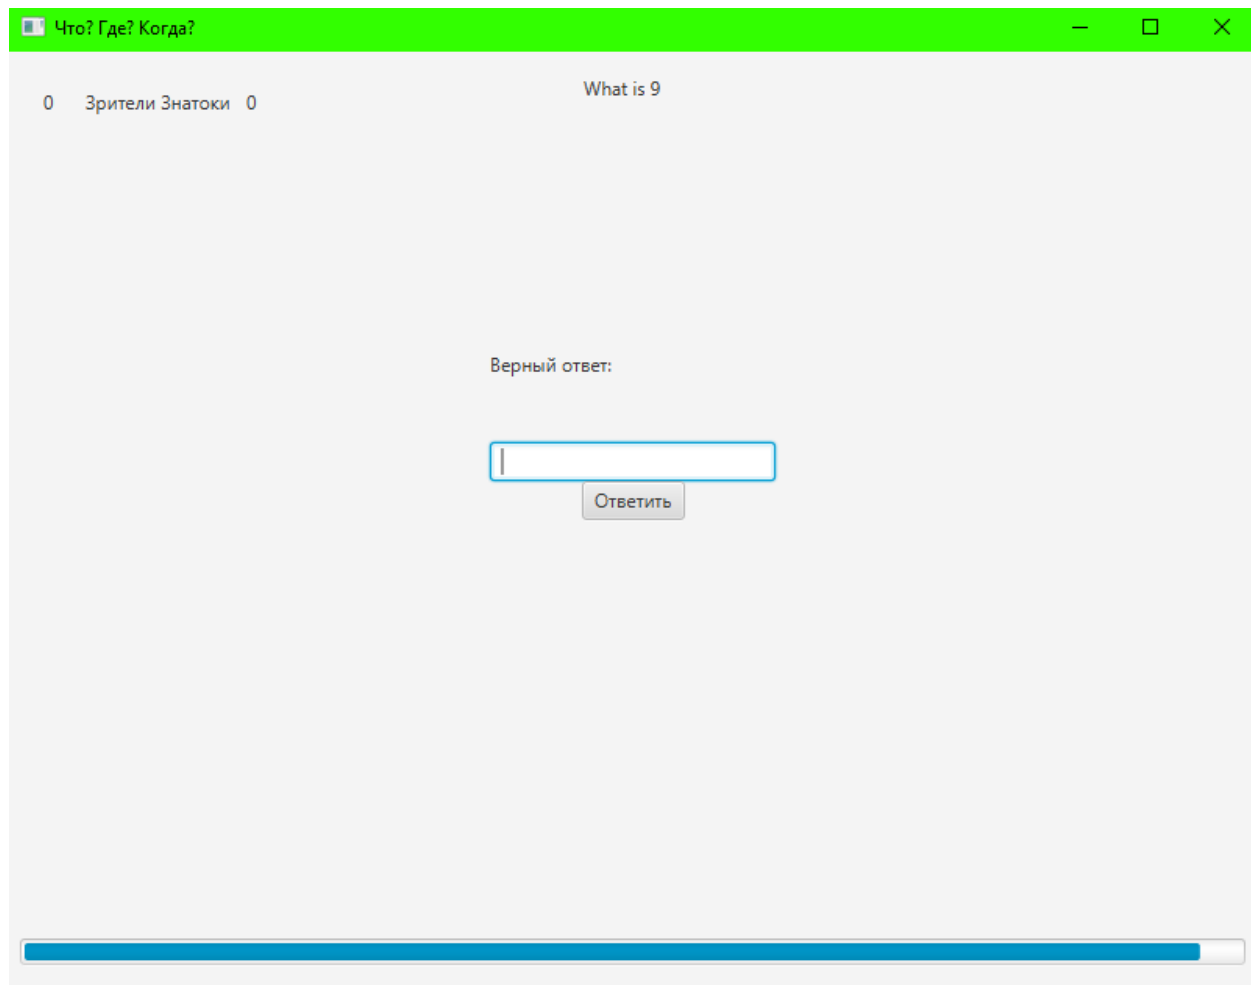 Что? Где? Когда?
What is 9
0 Зрители Знатоки 0
Верный ответ:
Ответить